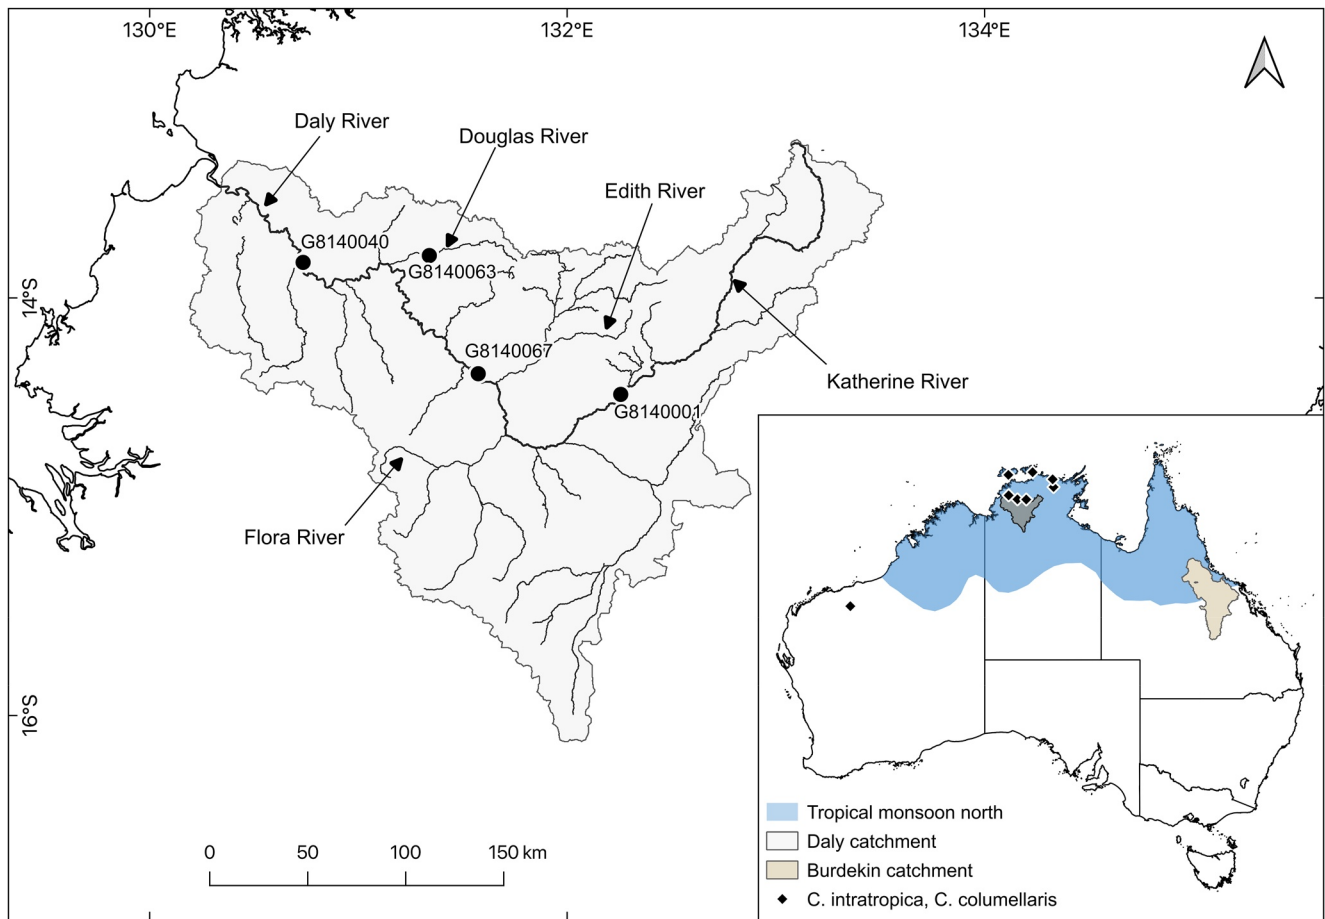 130°E
132°E
134°E
Daly River
Douglas River
Edith River
G8140040
G8140063
14°S
G8140067
Katherine River
G8140001
Flora River
16°S
0 50 100 150 km
Tropical monsoon north
Daly catchment
Burdekin catchment
C. intratropica, C. columellaris